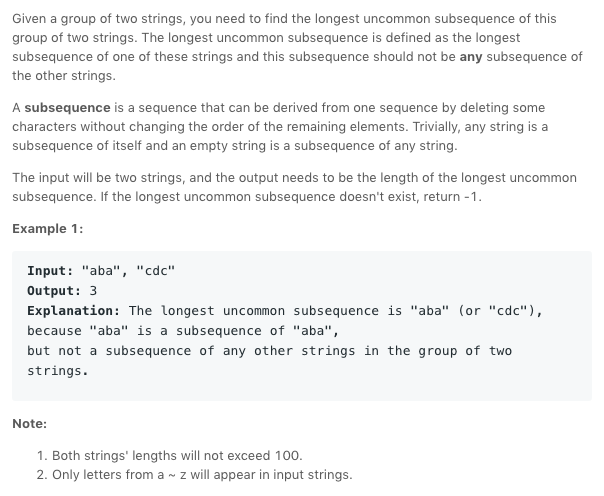 Given a group of two strings, you need to find the longest uncommon subsequence of this
group of two strings. The longest uncommon subsequence is defined as the longest
subsequence of one of these strings and this subsequence should not be any subsequence of
the other strings.
A subsequence is a sequence that can be derived from one sequence by deleting some
characters without changing the order of the remaining elements. Trivially, any string is a
subsequence of itself and an empty string is a subsequence of any string.
The input will be two strings, and the output needs to be the length of the longest uncommon
subsequence. If the longest uncommon subsequence doesn't exist, return -1.
Example 1:
Input: "aba", "cdc"
Output: 3
Explanation: The longest uncommon subsequence is "aba" (or "cdc"),
because "aba" is a subsequence of "aba",
but not a subsequence of any other strings in the group of two
strings.
Note:
1. Both strings' lengths will not exceed 100.
2. Only letters from a ~ z will appear in input strings.